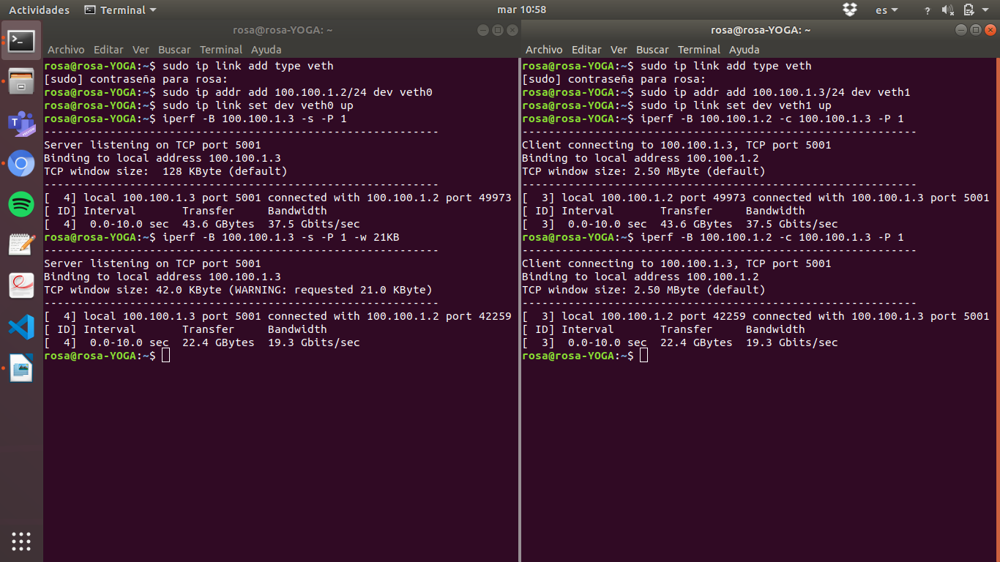 Actividades Terminal mar 10:58 es ?
rosa@rosa-YOGA: ~
Archivo Editar Ver Buscar Terminal Ayuda
rosa@rosa-YOGA:~$ sudo ip link add type veth
[sudo] contraseña para rosa:
rosa@rosa-YOGA:~$ sudo ip addr add 100.100.1.2/24 dev veth0
rosa@rosa-YOGA:~$ sudo ip link set dev veth0 up
rosa@rosa-YOGA:~$ iperf -B 100.100.1.3 -s -P 1
------------------------------------------------------------
Server listening on TCP port 5001
Binding to local address 100.100.1.3
TCP window size:  128 KByte (default)
------------------------------------------------------------
[  4] local 100.100.1.3 port 5001 connected with 100.100.1.2 port 49973
[ ID] Interval       Transfer     Bandwidth
[  4]  0.0-10.0 sec  43.6 GBytes  37.5 Gbits/sec
rosa@rosa-YOGA:~$ iperf -B 100.100.1.3 -s -P 1 -w 21KB
------------------------------------------------------------
Server listening on TCP port 5001
Binding to local address 100.100.1.3
TCP window size: 42.0 KByte (WARNING: requested 21.0 KByte)
------------------------------------------------------------
[  4] local 100.100.1.3 port 5001 connected with 100.100.1.2 port 42259
[ ID] Interval       Transfer     Bandwidth
[  4]  0.0-10.0 sec  22.4 GBytes  19.3 Gbits/sec
rosa@rosa-YOGA:~$
rosa@rosa-YOGA: ~
Archivo Editar Ver Buscar Terminal Ayuda
rosa@rosa-YOGA:~$ sudo ip link add type veth
[sudo] contraseña para rosa:
rosa@rosa-YOGA:~$ sudo ip addr add 100.100.1.3/24 dev veth1
rosa@rosa-YOGA:~$ sudo ip link set dev veth1 up
rosa@rosa-YOGA:~$ iperf -B 100.100.1.2 -c 100.100.1.3 -P 1
------------------------------------------------------------
Client connecting to 100.100.1.3, TCP port 5001
Binding to local address 100.100.1.2
TCP window size: 2.50 MByte (default)
------------------------------------------------------------
[  3] local 100.100.1.2 port 49973 connected with 100.100.1.3 port 5001
[ ID] Interval       Transfer     Bandwidth
[  3]  0.0-10.0 sec  43.6 GBytes  37.5 Gbits/sec
rosa@rosa-YOGA:~$ iperf -B 100.100.1.2 -c 100.100.1.3 -P 1
------------------------------------------------------------
Client connecting to 100.100.1.3, TCP port 5001
Binding to local address 100.100.1.2
TCP window size: 2.50 MByte (default)
------------------------------------------------------------
[  3] local 100.100.1.2 port 42259 connected with 100.100.1.3 port 5001
[ ID] Interval       Transfer     Bandwidth
[  3]  0.0-10.0 sec  22.4 GBytes  19.3 Gbits/sec
rosa@rosa-YOGA:~$